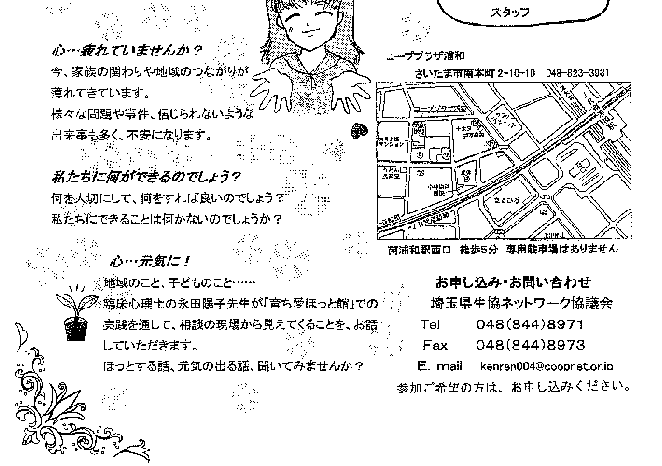 スタッフ
心…疲れていませんか？
今、家族の関わりや地域のつながりが
薄れてきています。
様々な問題や事件、信じられないような
出来事も多く、不安になります。
私たちに何ができるのでしょう？
何を大切にして、何をすれば良いのでしょう？
私たちにできることは何かないのでしょうか？
心…元気に！
地域のこと、子どものこと……
臨床心理士の永田陽子先生が「育ち愛ほっと館」での
実践を通して、相談の現場から見えてくることを、お話
していただきます。
ほっとする話、元気の出る話、聞いてみませんか？
コーププラザ浦和
さいたま市南本町2-10-10
南浦和駅西口 徒歩5分 専用駐車場はありません
お申し込み・お問い合わせ
埼玉県生協ネットワーク協議会
Tel 048(844)8971
Fax 048(844)8973
E. mail
参加ご希望の方は、お申し込みください。